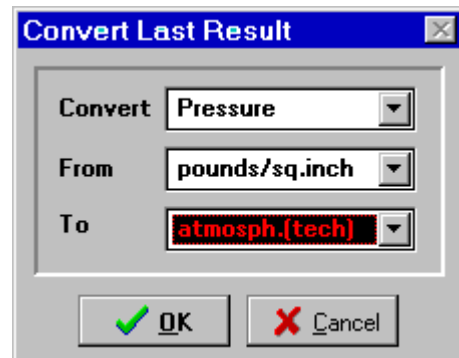 Convert Last Result
Convert Pressure
From pounds/sq.inch
To atmosph.(tech)
OK Cancel